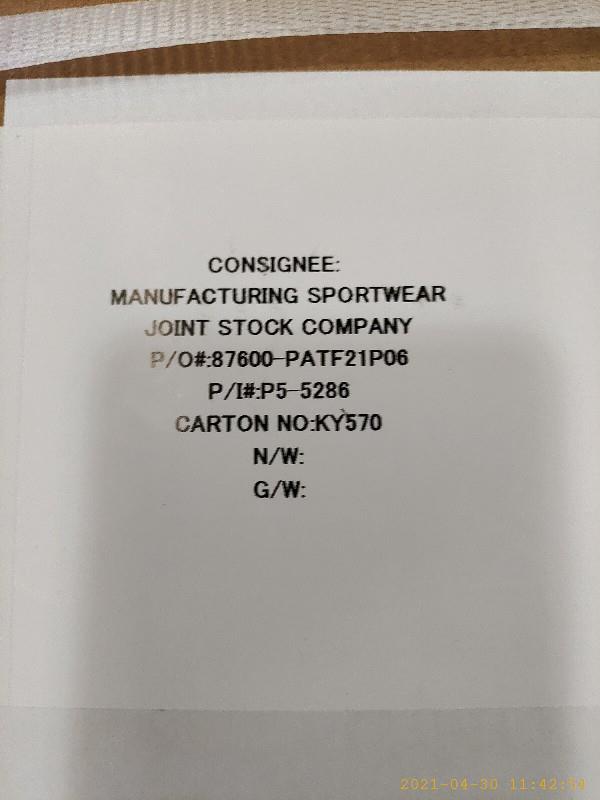 CONSIGNEE:
MANUFACTURING SPORTWEAR
JOINT STOCK COMPANY
P/O#:87600-PATF21P06
P/I#:P5-5286
CARTON NO:KY570
N/W:
G/W:
2021-04-30 11:42:54